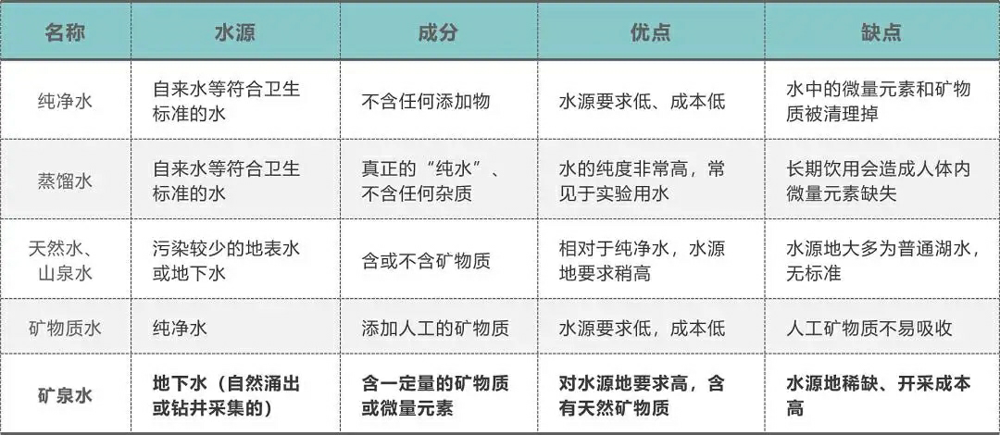 名称 水源 成分 优点 缺点
纯净水 自来水等符合卫生标准的水 不含任何添加物 水源要求低、成本低 水中的微量元素和矿物质被清理掉
蒸馏水 自来水等符合卫生标准的水 真正的“纯水”、不含任何杂质 水的纯度非常高，常见于实验用水 长期饮用会造成人体内微量元素缺失
天然水、山泉水 污染较少的地表水或地下水 含或不含矿物质 相对于纯净水，水源地要求稍高 水源地大多为普通湖水，无标准
矿物质水 纯净水 添加人工的矿物质 水源要求低，成本低 人工矿物质不易吸收
矿泉水 地下水（自然涌出或钻井采集的） 含一定量的矿物质或微量元素 对水源地要求高，含有天然矿物质 水源地稀缺、开采成本高